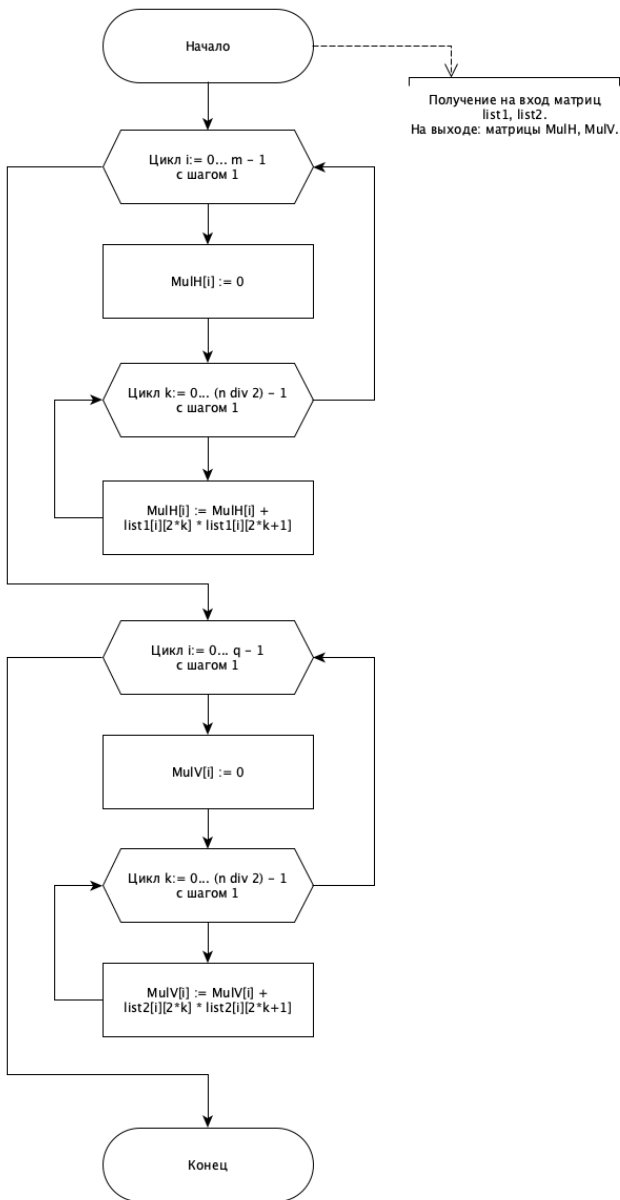 Начало
Получение на вход матриц
list1, list2.
На выходе: матрицы MulH, MulV.
Цикл i:= 0... m - 1
с шагом 1
MulH[i] := 0
Цикл k:= 0... (n div 2) - 1
с шагом 1
MulH[i] := MulH[i] +
list1[i][2*k] * list1[i][2*k+1]
Цикл i:= 0... q - 1
с шагом 1
MulV[i] := 0
Цикл k:= 0... (n div 2) - 1
с шагом 1
MulV[i] := MulV[i] +
list2[i][2*k] * list2[i][2*k+1]
Конец